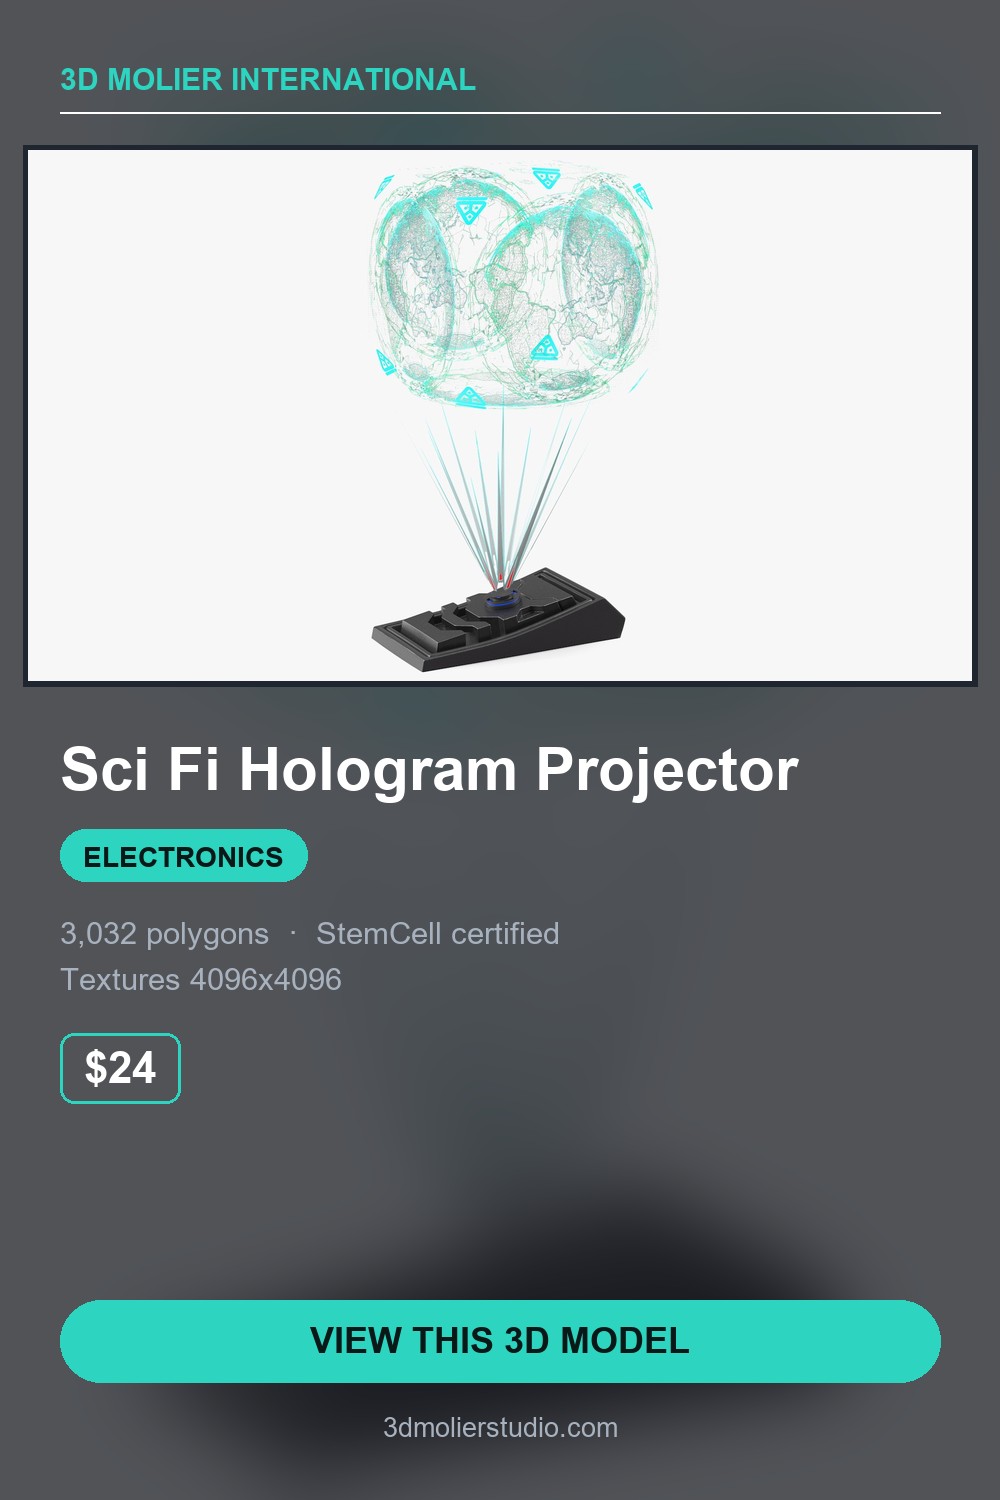 3D MOLIER INTERNATIONAL
Sci Fi Hologram Projector
ELECTRONICS
3,032 polygons · StemCell certified
Textures 4096x4096
$24
VIEW THIS 3D MODEL
3dmolierstudio.com